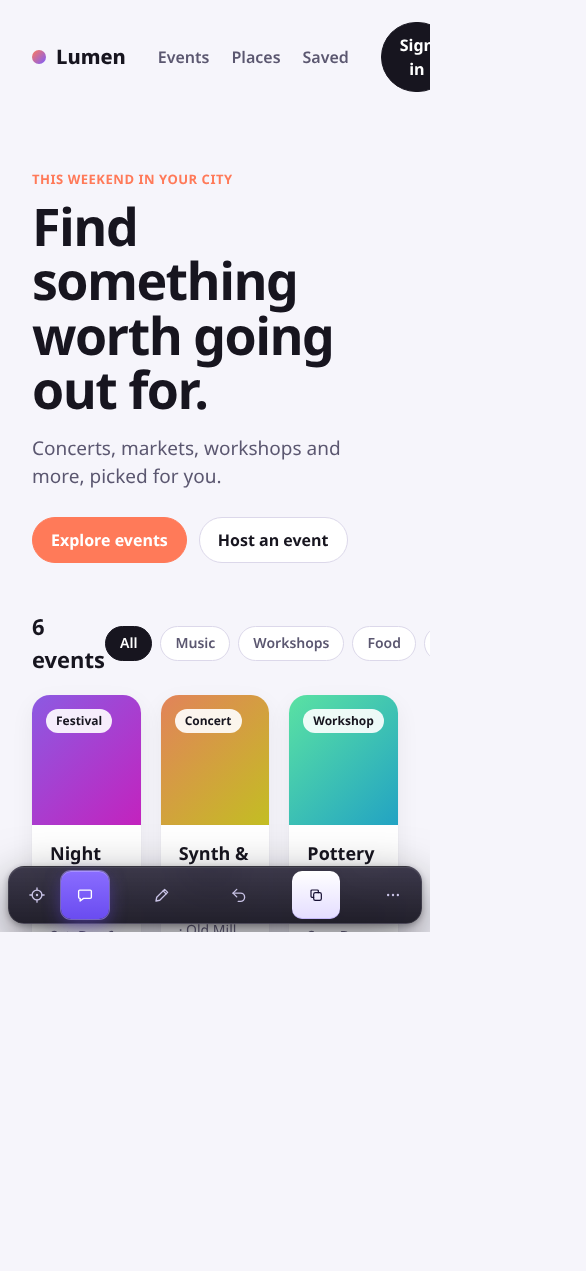 Lumen
Events
Places
Saved
Sign
in
THIS WEEKEND IN YOUR CITY
Find
something
worth going
out for.
Concerts, markets, workshops and
more, picked for you.
Explore events
Host an event
6
events
All
Music
Workshops
Food
Festival
Concert
Workshop
Night
Synth &
Pottery
· Old Mill